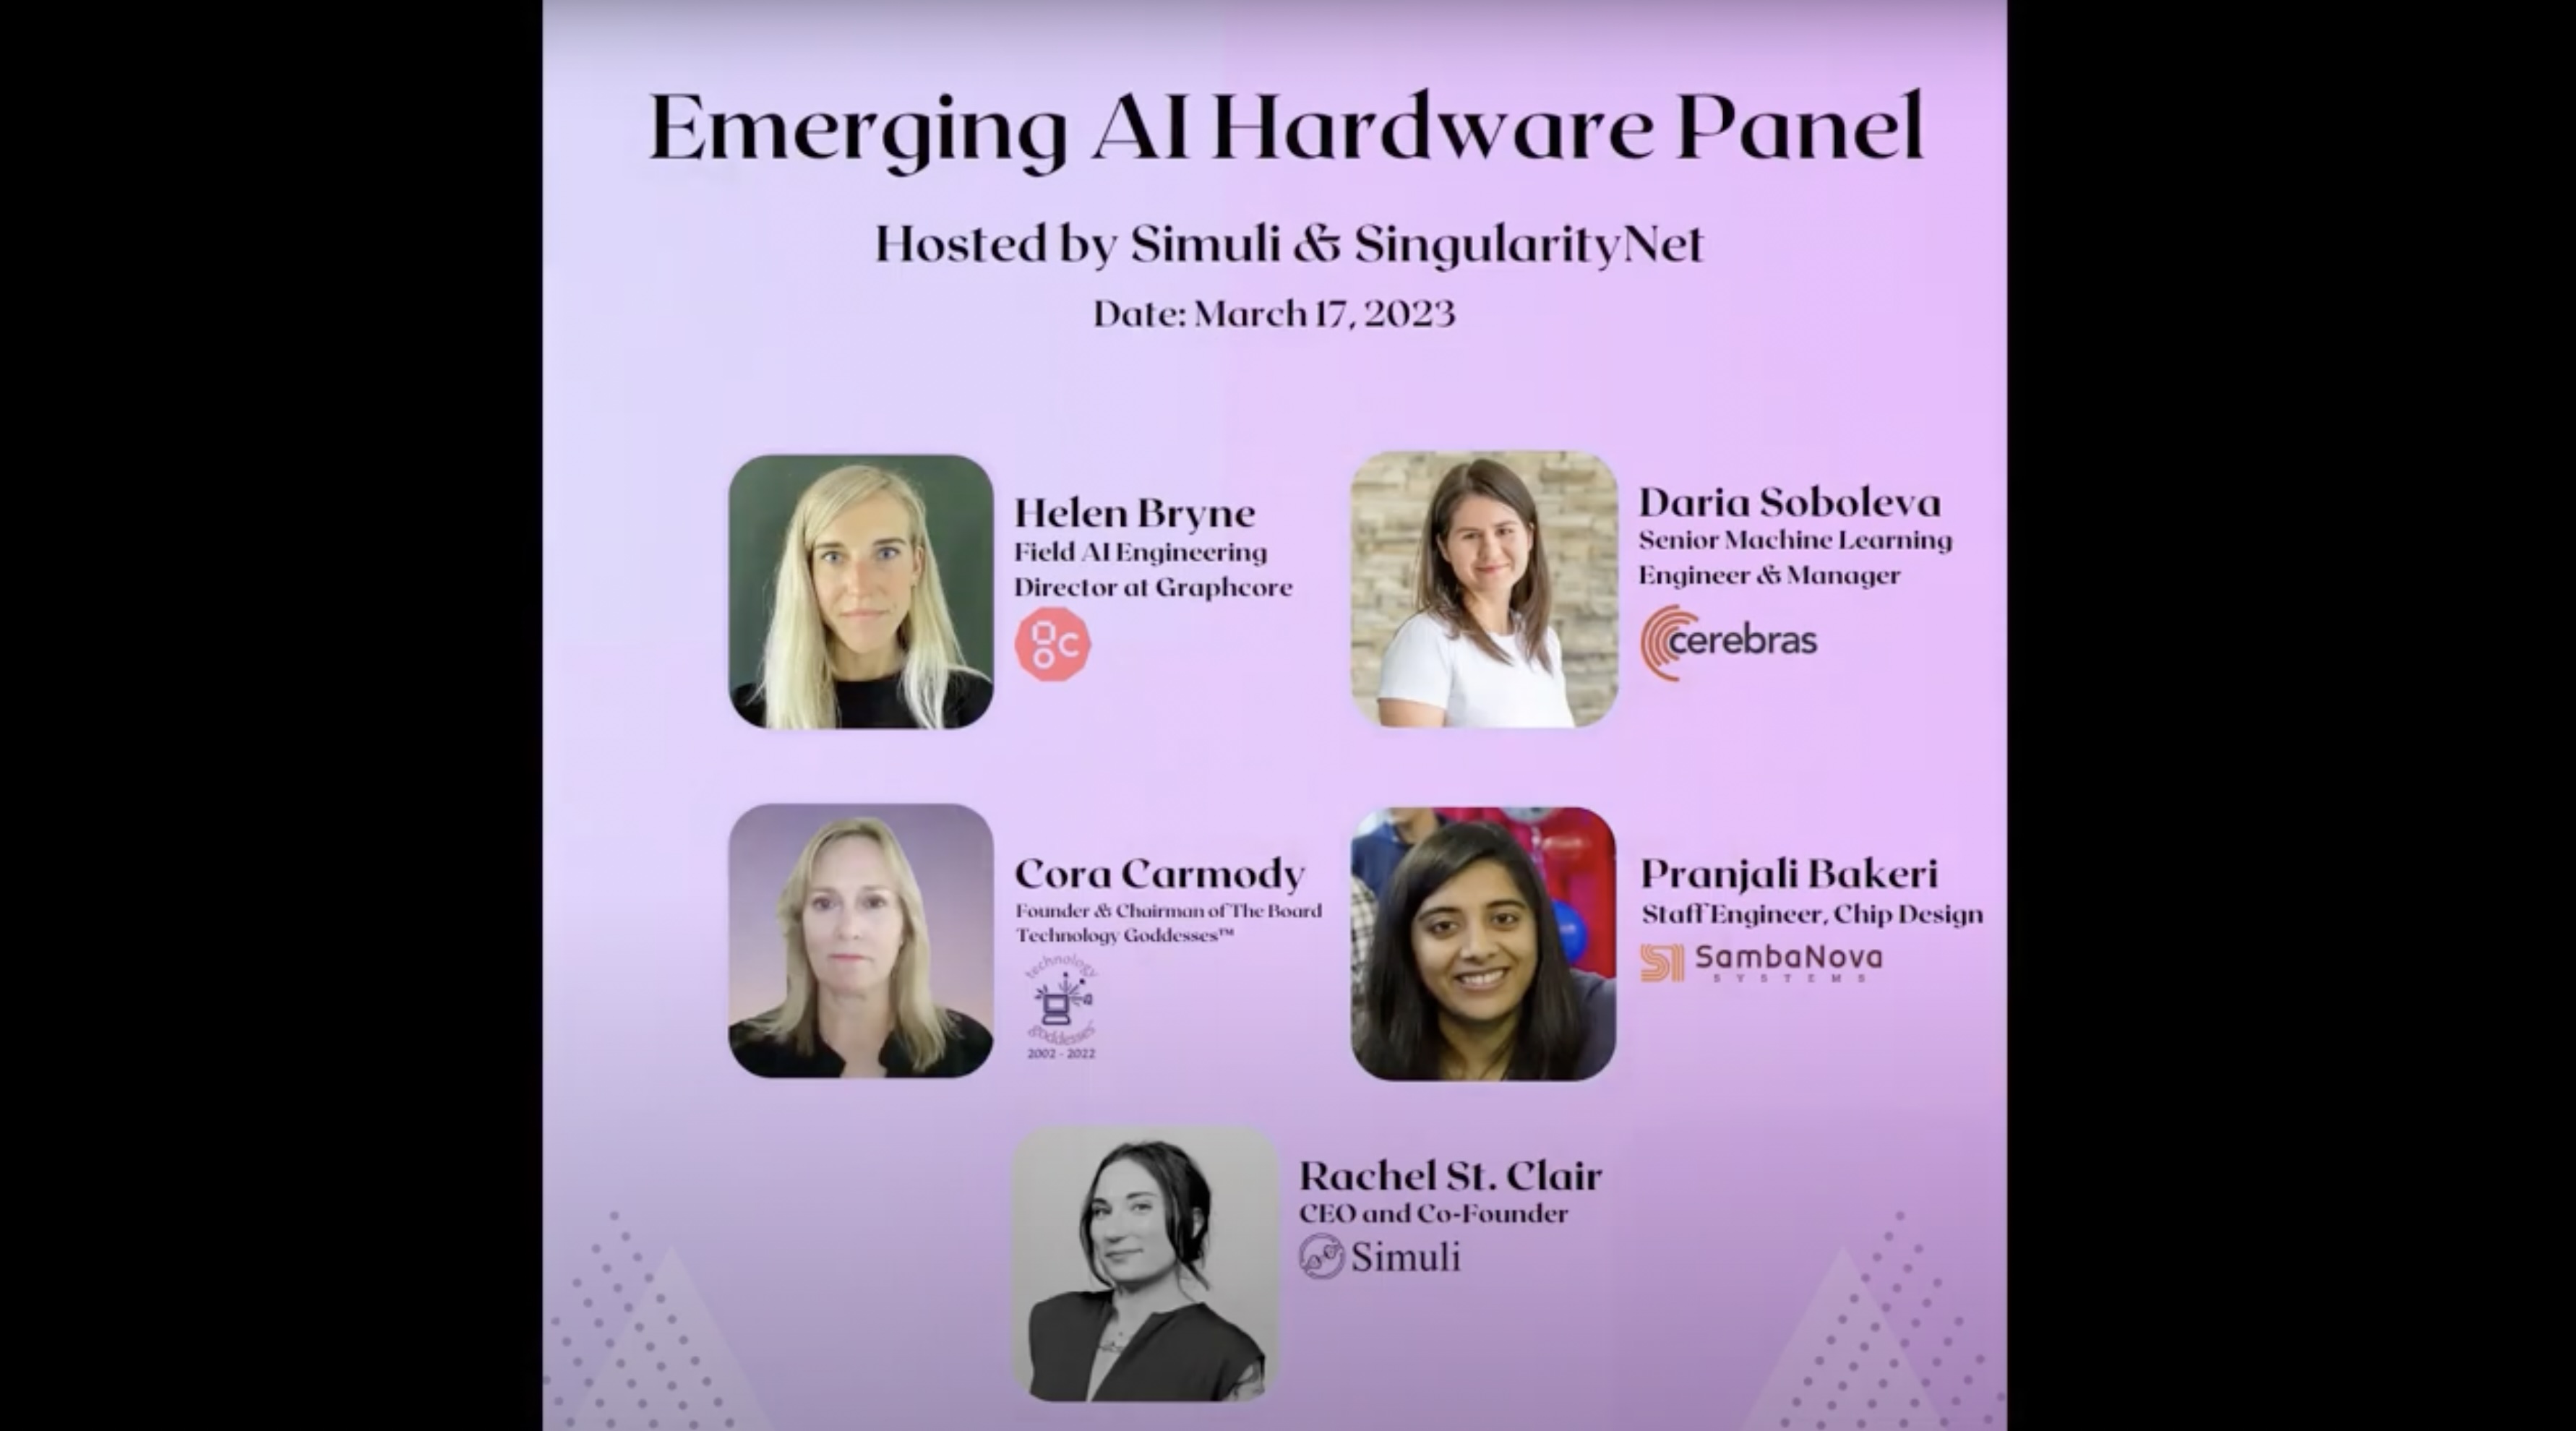 Emerging AI Hardware Panel
Hosted by Simuli & SingularityNet
Date: March 17, 2023
Helen Bryne
Field AI Engineering
Director at Graphcore
GC
Daria Soboleva
Senior Machine Learning
Engineer & Manager
cerebras
Cora Carmody
Founder & Chairman of The Board
Technology Goddesses™
technology
goddesses
2002 - 2022
Pranjali Bakeri
Staff Engineer, Chip Design
SambaNova
SYSTEMS
Rachel St. Clair
CEO and Co-Founder
Simuli